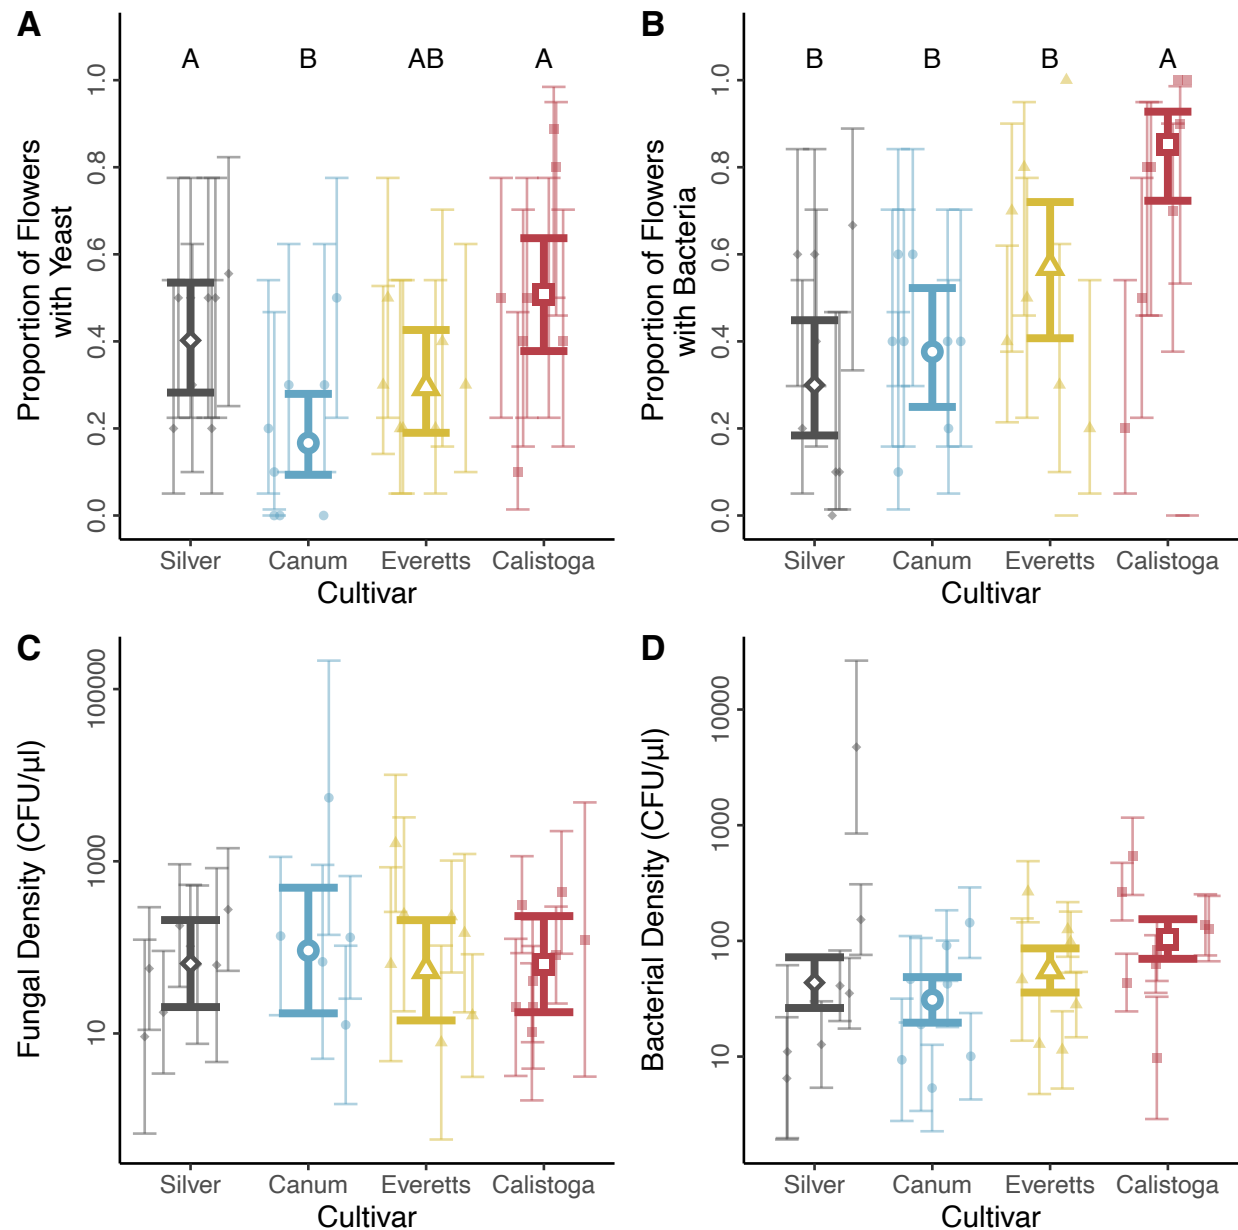 A
B
A B AB A
B B B A
Proportion of Flowers
with Yeast
0.0 0.2 0.4 0.6 0.8 1.0
Silver Canum Everetts Calistoga
Cultivar
Proportion of Flowers
with Bacteria
0.0 0.2 0.4 0.6 0.8 1.0
Silver Canum Everetts Calistoga
Cultivar
C
Fungal Density (CFU/μl)
10 1000 100000
Silver Canum Everetts Calistoga
Cultivar
D
Bacterial Density (CFU/μl)
10 100 1000 10000
Silver Canum Everetts Calistoga
Cultivar